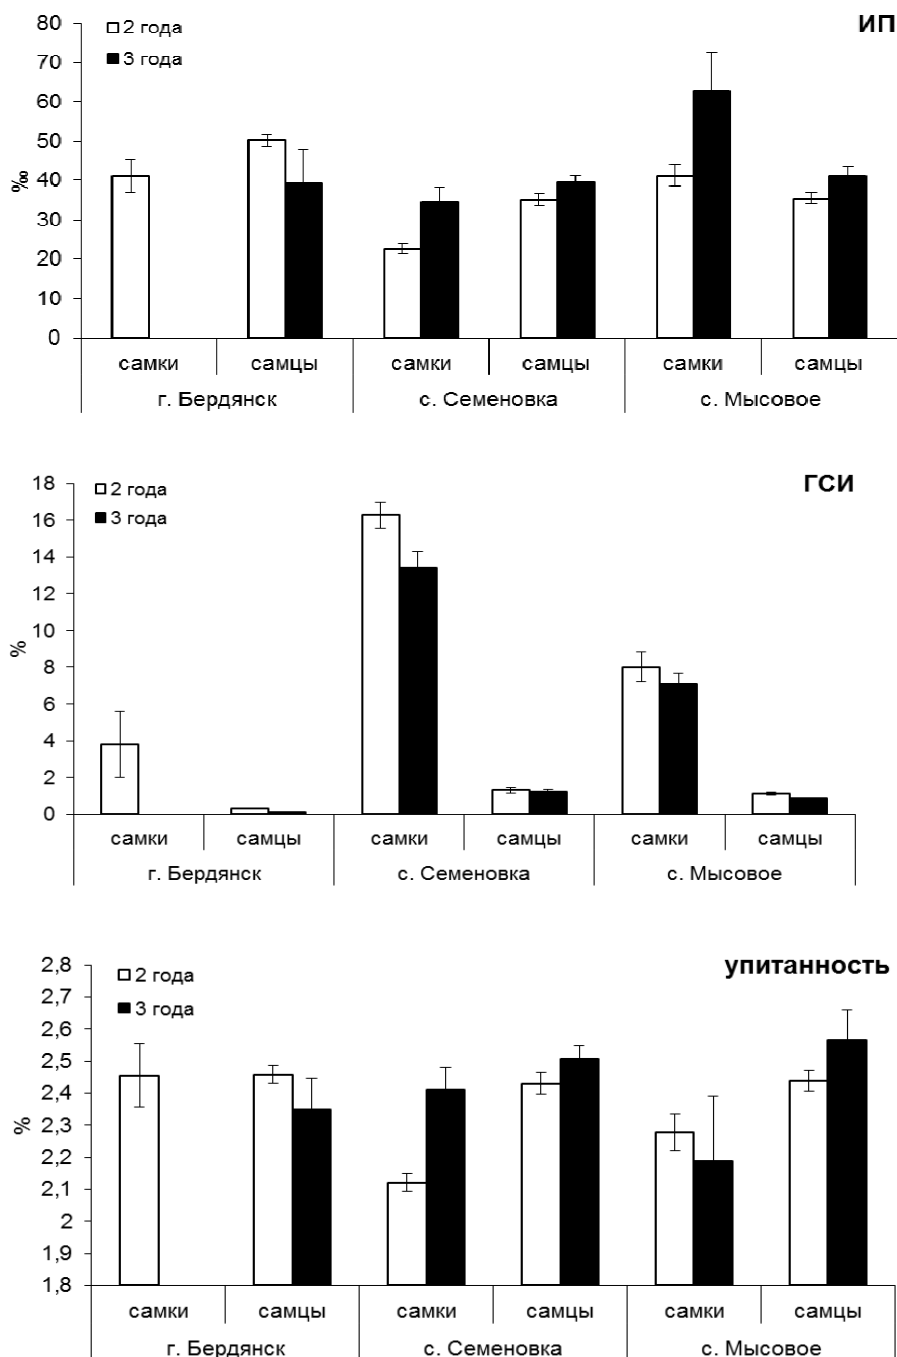 ИП
2 года
3 года
80
70
60
50
40
30
20
10
0
‰
самки самцы самки самцы самки самцы
г. Бердянск с. Семеновка с. Мысовое
ГСИ
2 года
3 года
18
16
14
12
10
8
6
4
2
0
%
самки самцы самки самцы самки самцы
г. Бердянск с. Семеновка с. Мысовое
упитанность
2 года
3 года
2,8
2,7
2,6
2,5
2,4
2,3
2,2
2,1
2
1,9
1,8
%
самки самцы самки самцы самки самцы
г. Бердянск с. Семеновка с. Мысовое